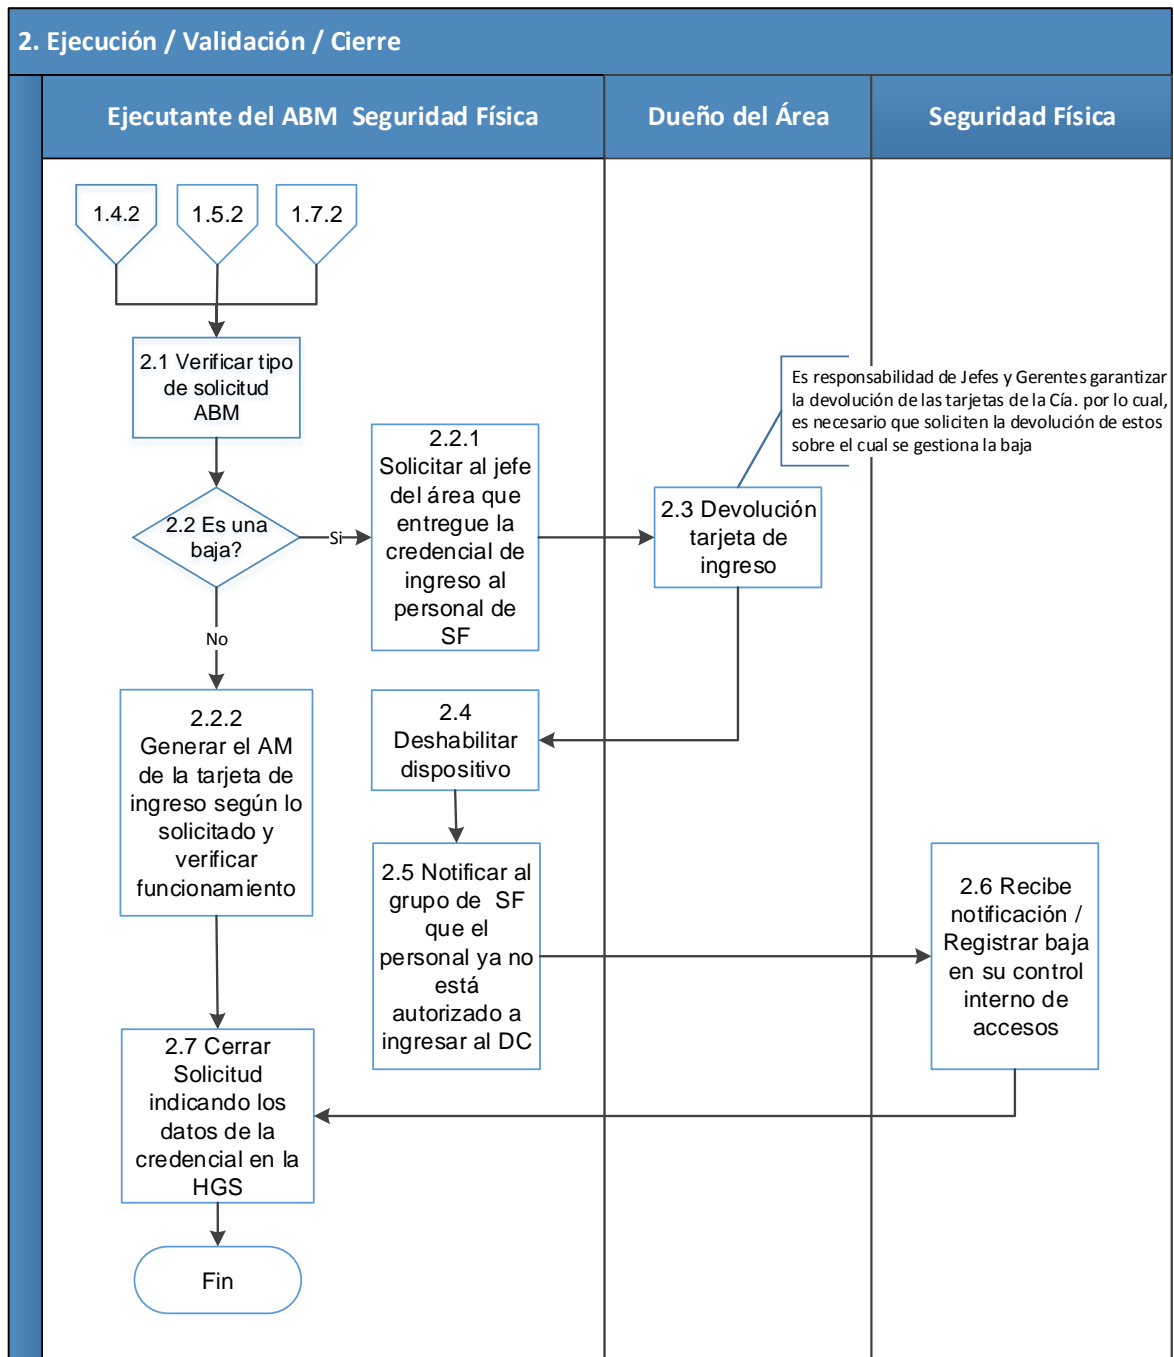 2. Ejecución / Validación / Cierre
Ejecutante del ABM  Seguridad Física
Dueño del Área
Seguridad Física
1.4.2
1.5.2
1.7.2
2.1 Verificar tipo
de solicitud
ABM
Es responsabilidad de Jefes y Gerentes garantizar
la devolución de las tarjetas de la Cía. por lo cual,
es necesario que soliciten la devolución de estos
sobre el cual se gestiona la baja
2.2 Es una
baja?
Si
No
2.2.1
Solicitar al jefe
del área que
entregue la
credencial de
ingreso al
personal de
SF
2.3 Devolución
tarjeta de
ingreso
2.2.2
Generar el AM
de la tarjeta de
ingreso según lo
solicitado y
verificar
funcionamiento
2.4
Deshabilitar
dispositivo
2.5 Notificar al
grupo de  SF
que el
personal ya no
está
autorizado a
ingresar al DC
2.6 Recibe
notificación /
Registrar baja
en su control
interno de
accesos
2.7 Cerrar
Solicitud
indicando los
datos de la
credencial en la
HGS
Fin